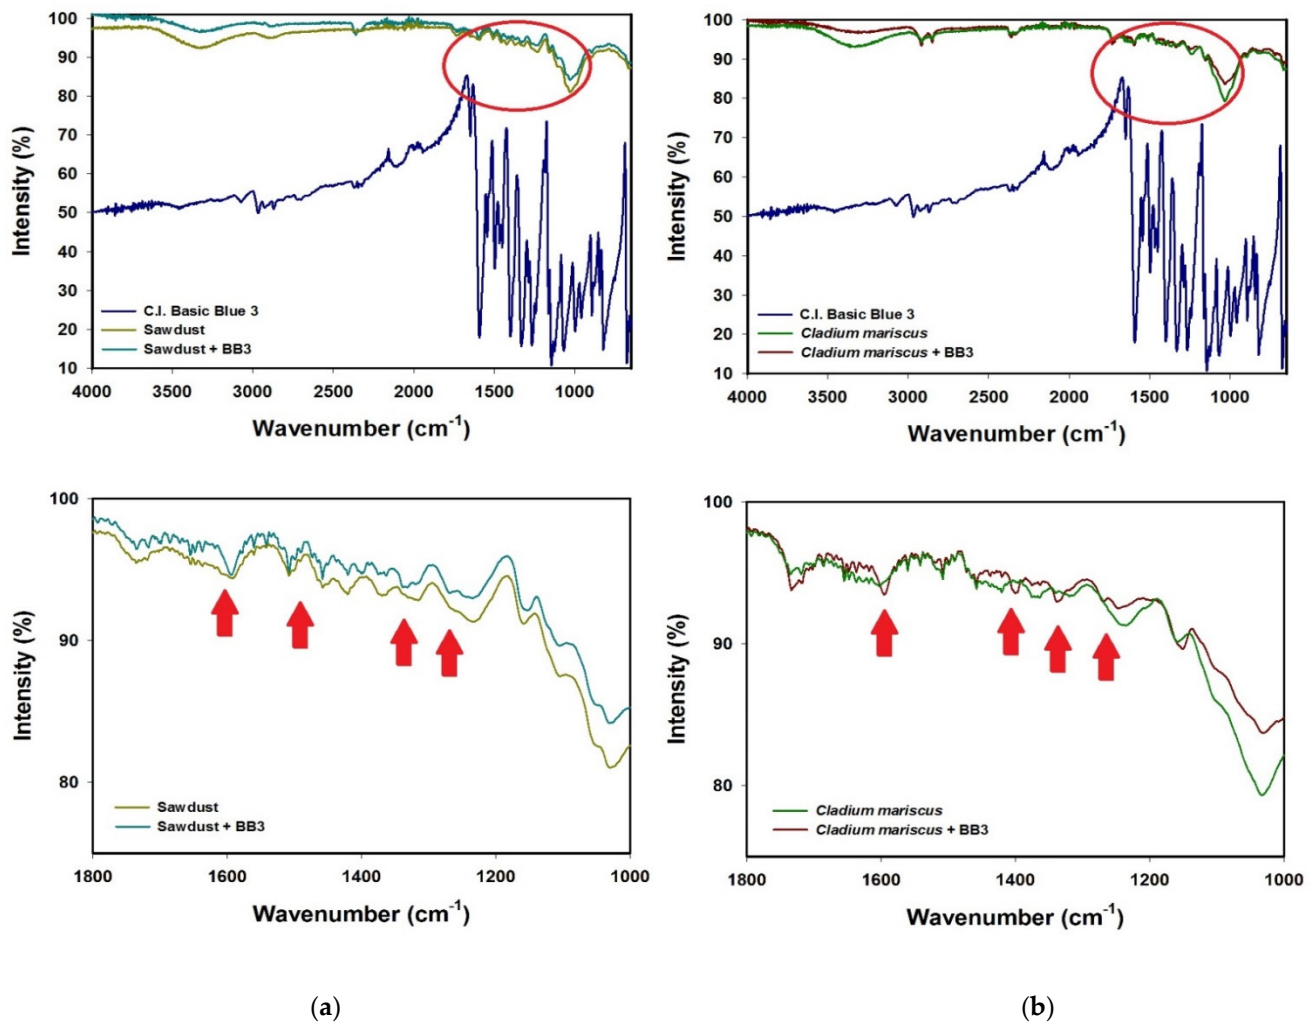 100
90
80
70
60
50
40
30
20
10
Intensity (%)
C.I. Basic Blue 3
Sawdust
Sawdust + BB3
4000 3500 3000 2500 2000 1500 1000
Wavenumber (cm⁻¹)
100
90
80
70
60
50
40
30
20
10
Intensity (%)
C.I. Basic Blue 3
Cladium mariscus
Cladium mariscus + BB3
4000 3500 3000 2500 2000 1500 1000
Wavenumber (cm⁻¹)
100
90
80
Intensity (%)
Sawdust
Sawdust + BB3
1800 1600 1400 1200 1000
Wavenumber (cm⁻¹)
100
90
80
Intensity (%)
Cladium mariscus
Cladium mariscus + BB3
1800 1600 1400 1200 1000
Wavenumber (cm⁻¹)
(a)
(b)